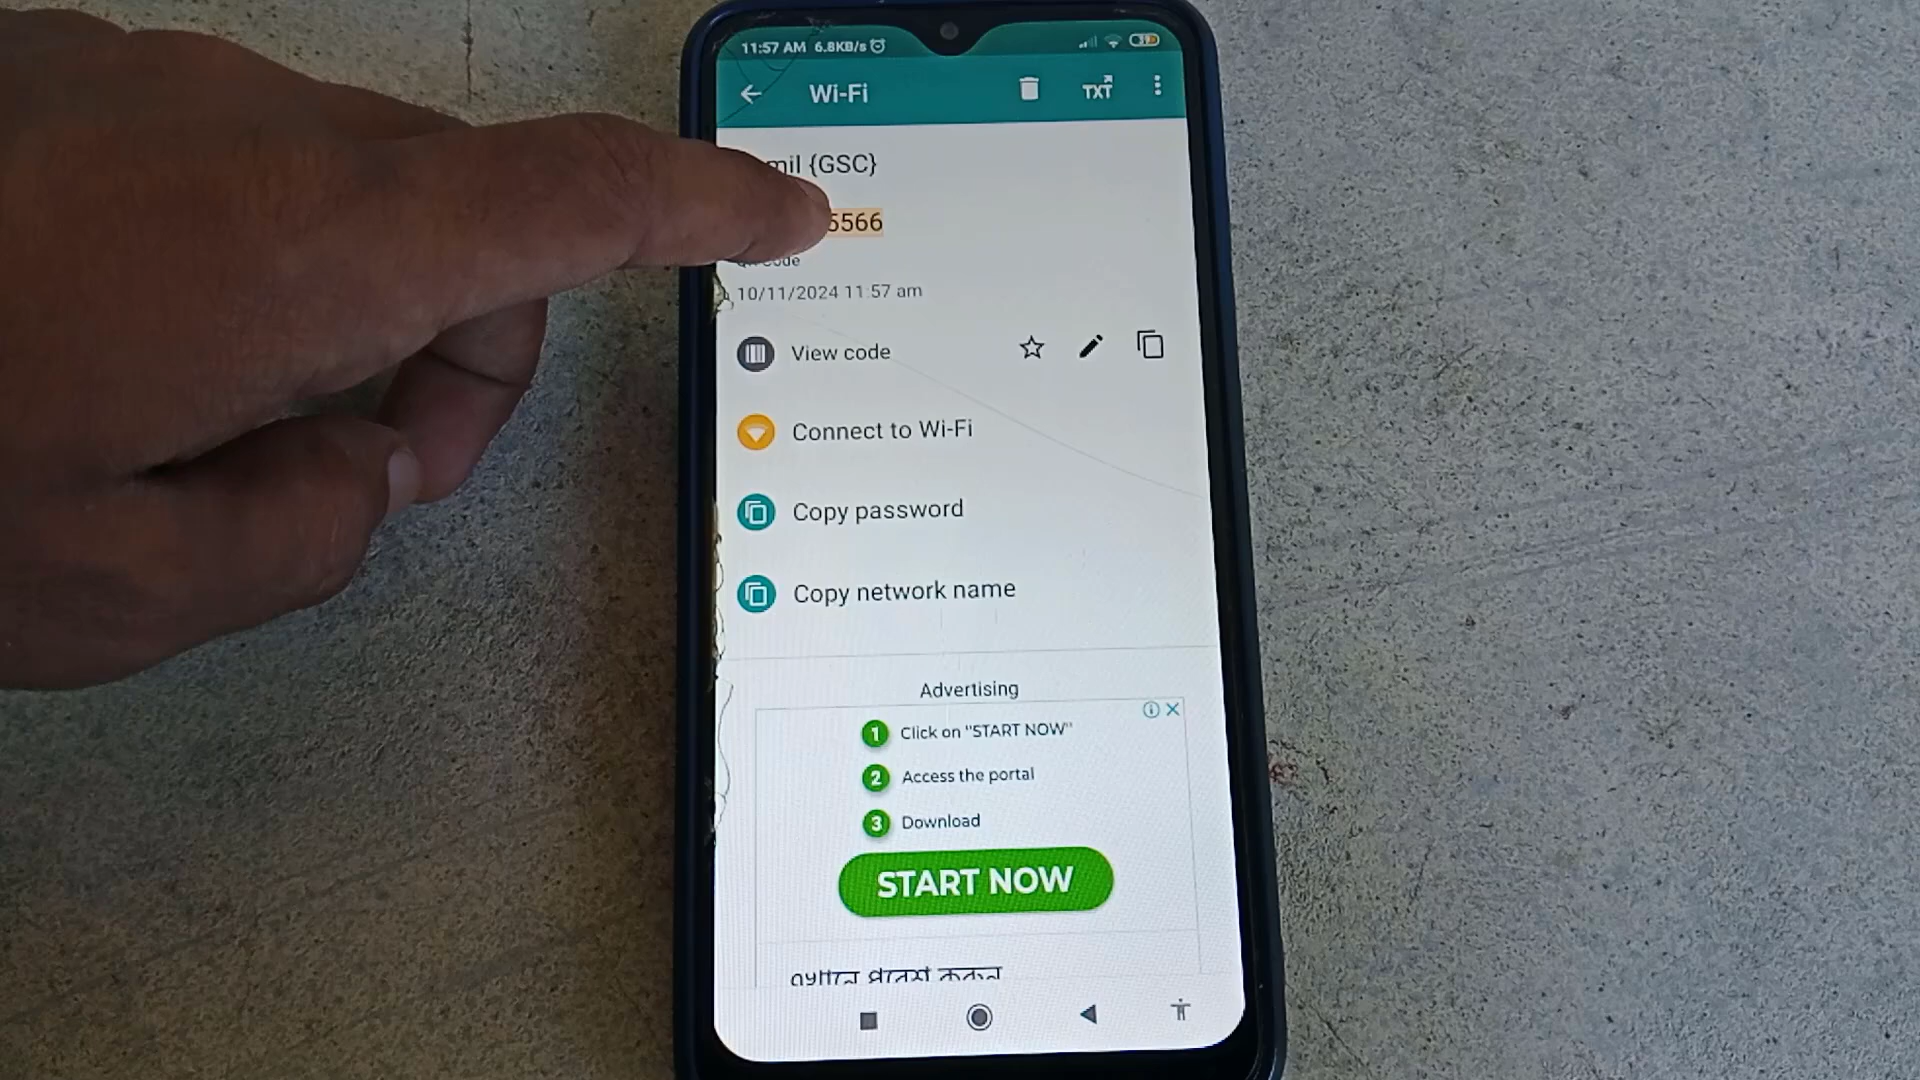 11:57 AM 6.8KB/s
Wi-Fi
TXT
{GSC}
5566
10/11/2024 11:57 am
View code
Connect to Wi-Fi
Copy password
Copy network name
Advertising
1 Click on "START NOW"
2 Access the portal
3 Download
START NOW